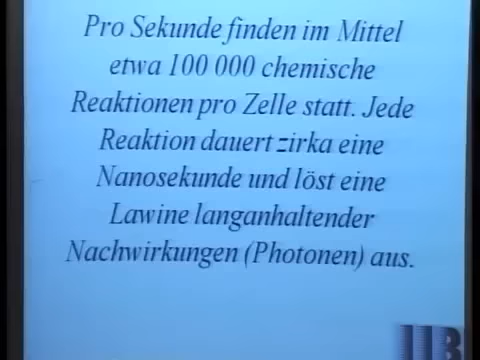 Pro Sekunde finden im Mittel
etwa 100 000 chemische
Reaktionen pro Zelle statt. Jede
Reaktion dauert zirka eine
Nanosekunde und löst eine
Lawine langanhaltender
Nachwirkungen (Photonen) aus.